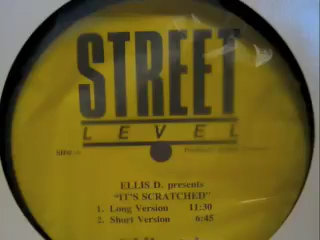 STREET
LEVEL
ELLIS D. presents
"IT'S SCRATCHED"
1. Long Version 11:30
2. Short Version 6:45